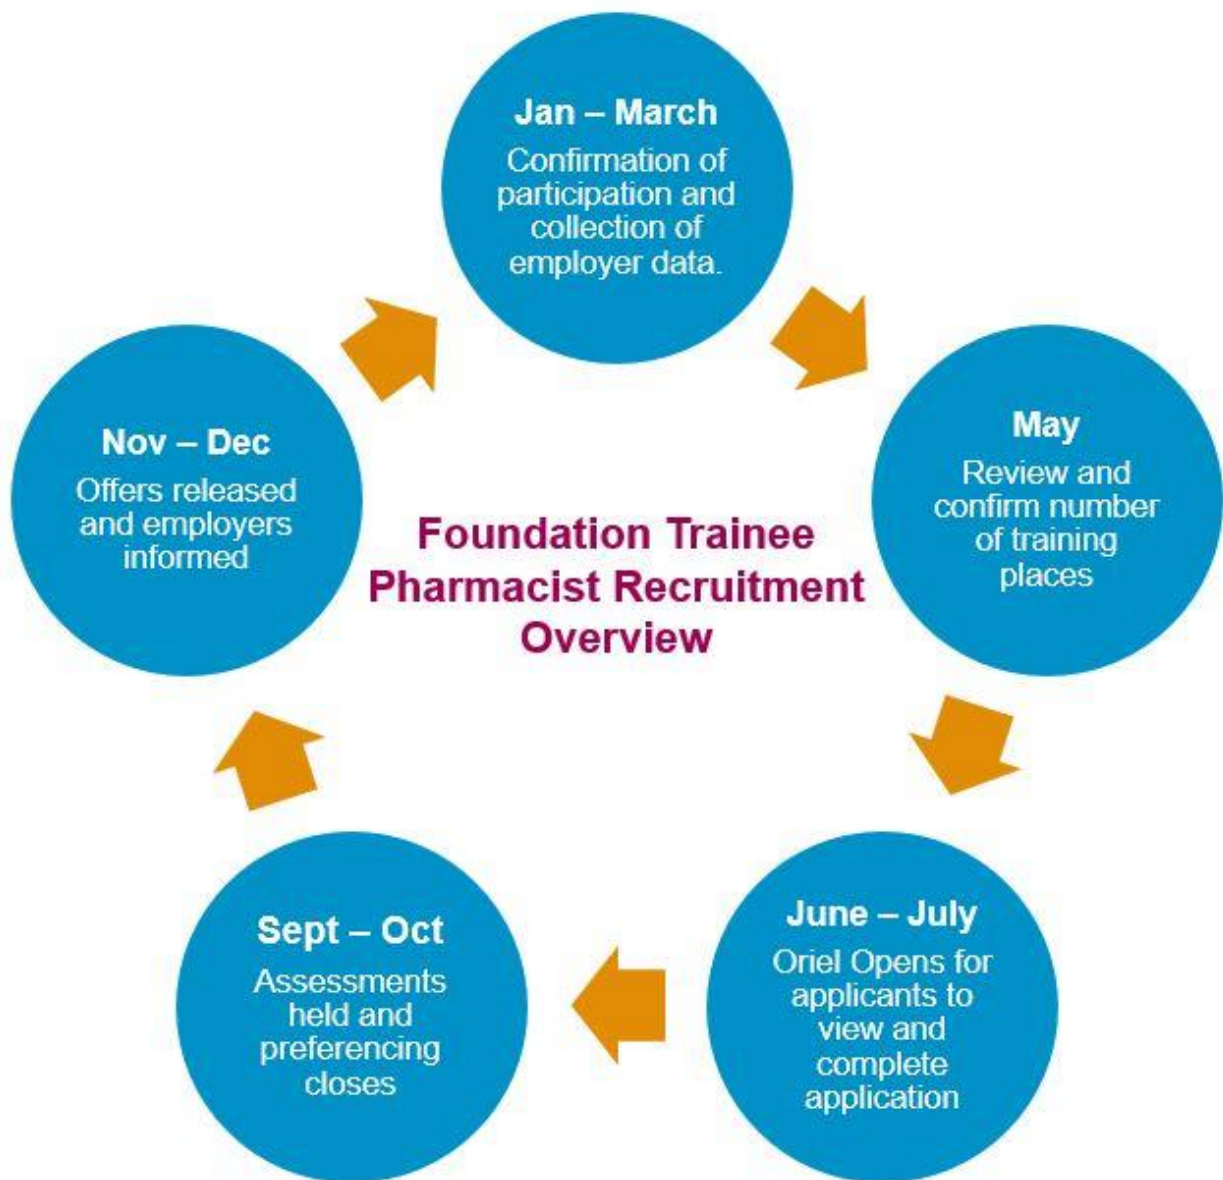 Jan – March
Confirmation of
participation and
collection of
employer data.
May
Review and
confirm number
of training
places
June – July
Oriel Opens for
applicants to
view and
complete
application
Sept – Oct
Assessments
held and
preferencing
closes
Nov – Dec
Offers released
and employers
informed
Foundation Trainee
Pharmacist Recruitment
Overview